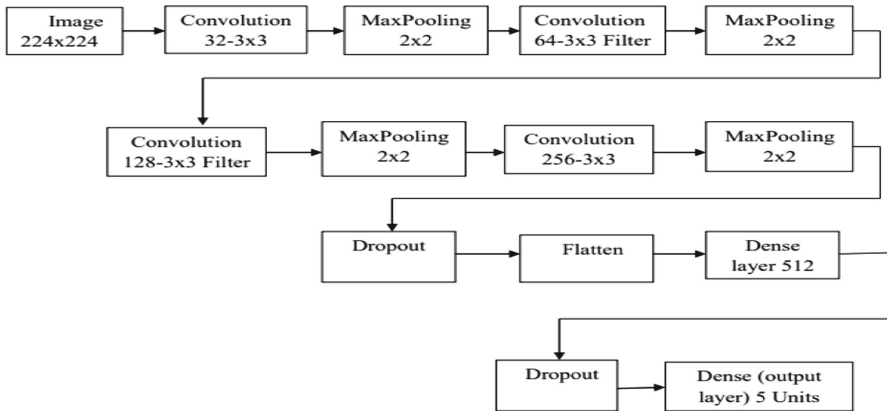 Image
224x224
Convolution
32-3x3
MaxPooling
2x2
Convolution
64-3x3 Filter
MaxPooling
2x2
Convolution
128-3x3 Filter
MaxPooling
2x2
Convolution
256-3x3
MaxPooling
2x2
Dropout
Flatten
Dense
layer 512
Dropout
Dense (output
layer) 5 Units